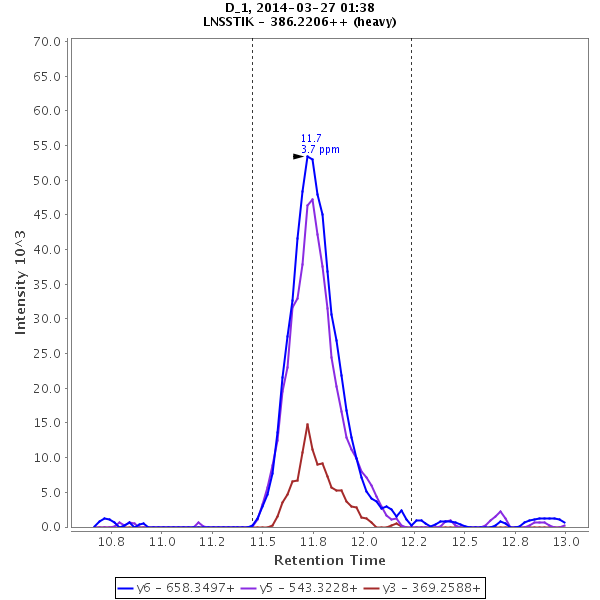 D_1, 2014-03-27 01:38
LNSSTIK - 386.2206++ (heavy)
70.0
65.0
60.0
55.0
50.0
45.0
40.0
35.0
30.0
25.0
20.0
15.0
10.0
5.0
0.0
Intensity 10^3
11.7
3.7 ppm
10.8 11.0 11.2 11.5 11.8 12.0 12.2 12.5 12.8 13.0
Retention Time
y6 - 658.3497+ y5 - 543.3228+ y3 - 369.2588+